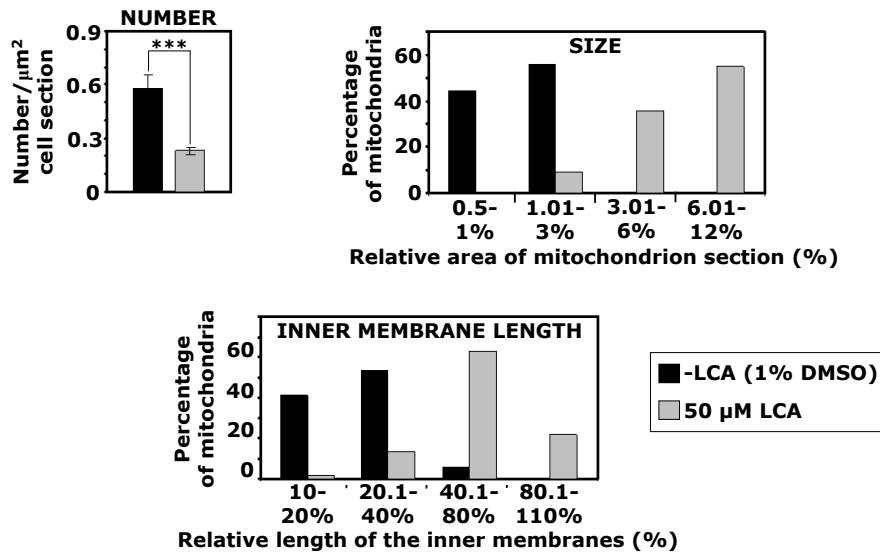 NUMBER
Number/μm²
cell section
0.9
0.6
0.3
0
***
SIZE
Percentage
of mitochondria
60
40
20
0
0.5-
1%
1.01-
3%
3.01-
6%
6.01-
12%
Relative area of mitochondrion section (%)
INNER MEMBRANE LENGTH
Percentage
of mitochondria
60
40
20
0
10-
20%
20.1-
40%
40.1-
80%
80.1-
110%
Relative length of the inner membranes (%)
-LCA (1% DMSO)
50 μM LCA